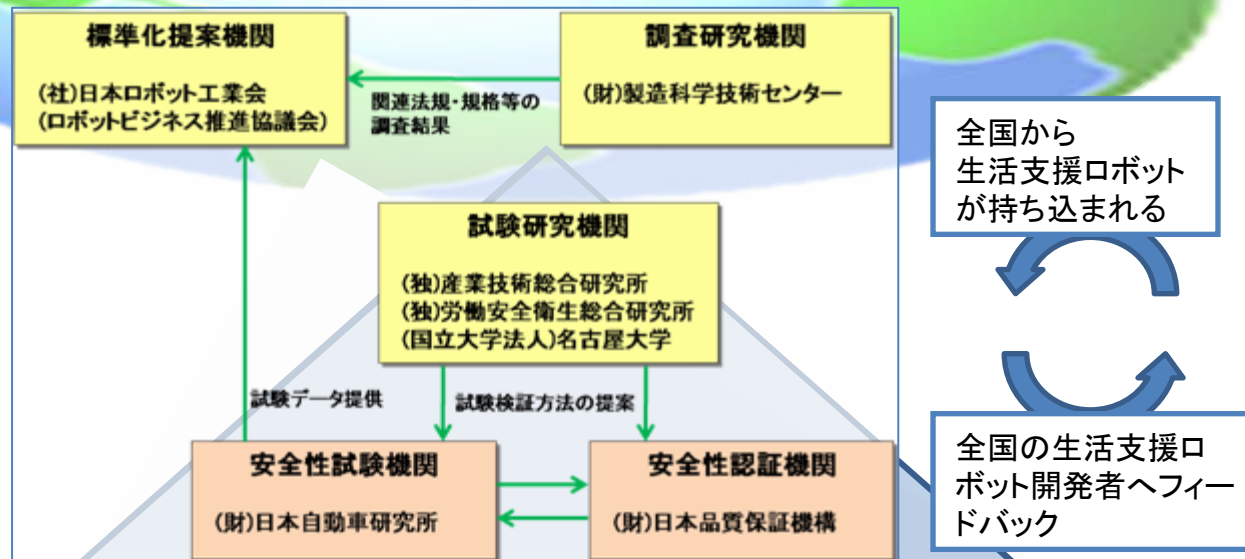 標準化提案機関
(社)日本ロボット工業会
(ロボットビジネス推進協議会)
関連法規・規格等の
調査結果
調査研究機関
(財)製造科学技術センター
全国から
生活支援ロボット
が持ち込まれる
試験研究機関
(独)産業技術総合研究所
(独)労働安全衛生総合研究所
(国立大学法人)名古屋大学
試験データ提供
試験検証方法の提案
安全性試験機関
(財)日本自動車研究所
安全性認証機関
(財)日本品質保証機構
全国の生活支援ロ
ボット開発者へフィー
ドバック